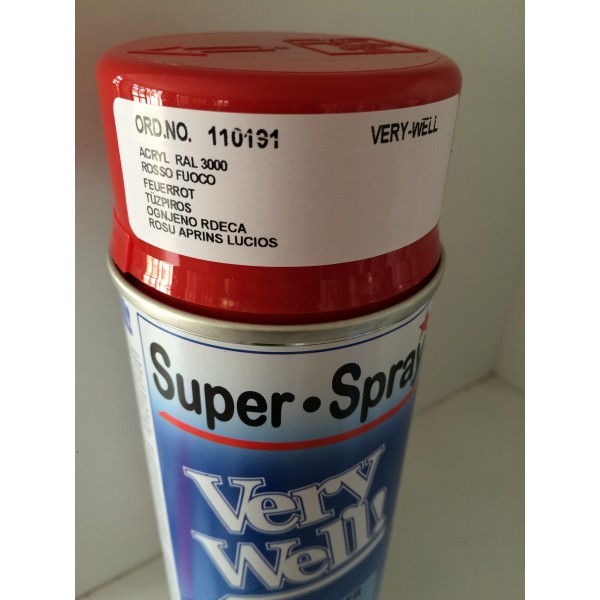 ORD.NO. 110191 VERY-WELL
ACRYL RAL 3000
ROSSO FUOCO
FEUERROT
TÜZPIROS
OGNJENO RDECA
ROSU APRINS LUCIOS
Super•Spray
Very
Well!